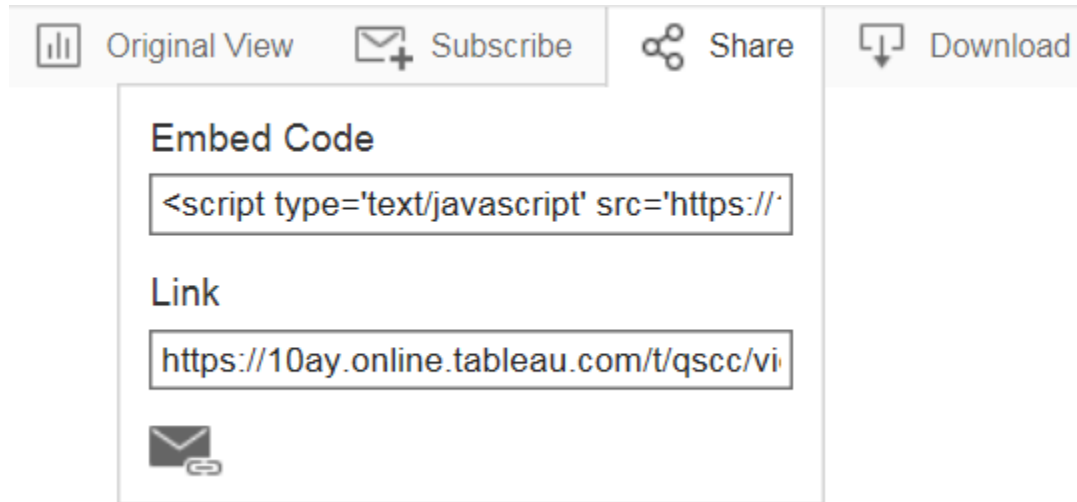 Original View Subscribe Share Download
Embed Code
<script type='text/javascript' src='https://
Link
https://10ay.online.tableau.com/t/qscc/vi